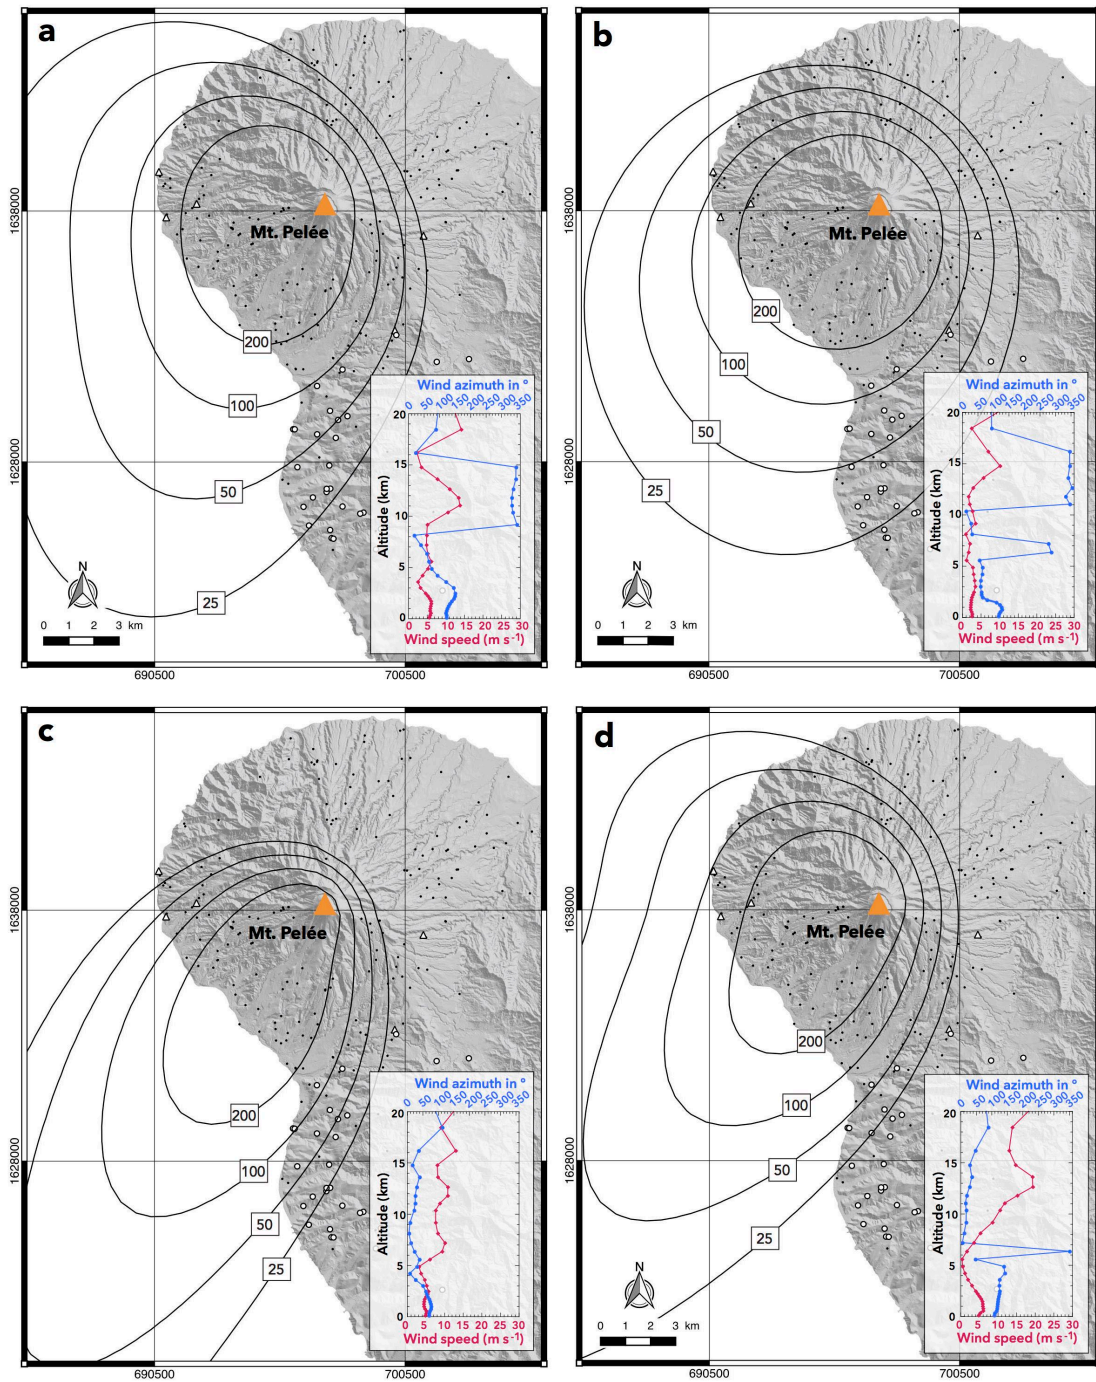 a
Mt. Pelée
200
100
50
25
1638000
1628000
N
0 1 2 3 km
690500
700500
Wind azimuth in °
0 50 100 150 200 250 300 350
Altitude (km)
20
15
10
5
0
0 5 10 15 20 25 30
Wind speed (m s⁻¹)
b
Mt. Pelée
200
100
50
25
1638000
1628000
N
0 1 2 3 km
690500
700500
Wind azimuth in °
0 50 100 150 200 250 300 350
Altitude (km)
20
15
10
5
0
0 5 10 15 20 25 30
Wind speed (m s⁻¹)
c
Mt. Pelée
200
100
50
25
1638000
1628000
690500
700500
Wind azimuth in °
0 50 100 150 200 250 300 350
Altitude (km)
20
15
10
5
0
0 5 10 15 20 25 30
Wind speed (m s⁻¹)
d
Mt. Pelée
200
100
50
25
1638000
1628000
N
0 1 2 3 km
690500
700500
Wind azimuth in °
0 50 100 150 200 250 300 350
Altitude (km)
20
15
10
5
0
0 5 10 15 20 25 30
Wind speed (m s⁻¹)